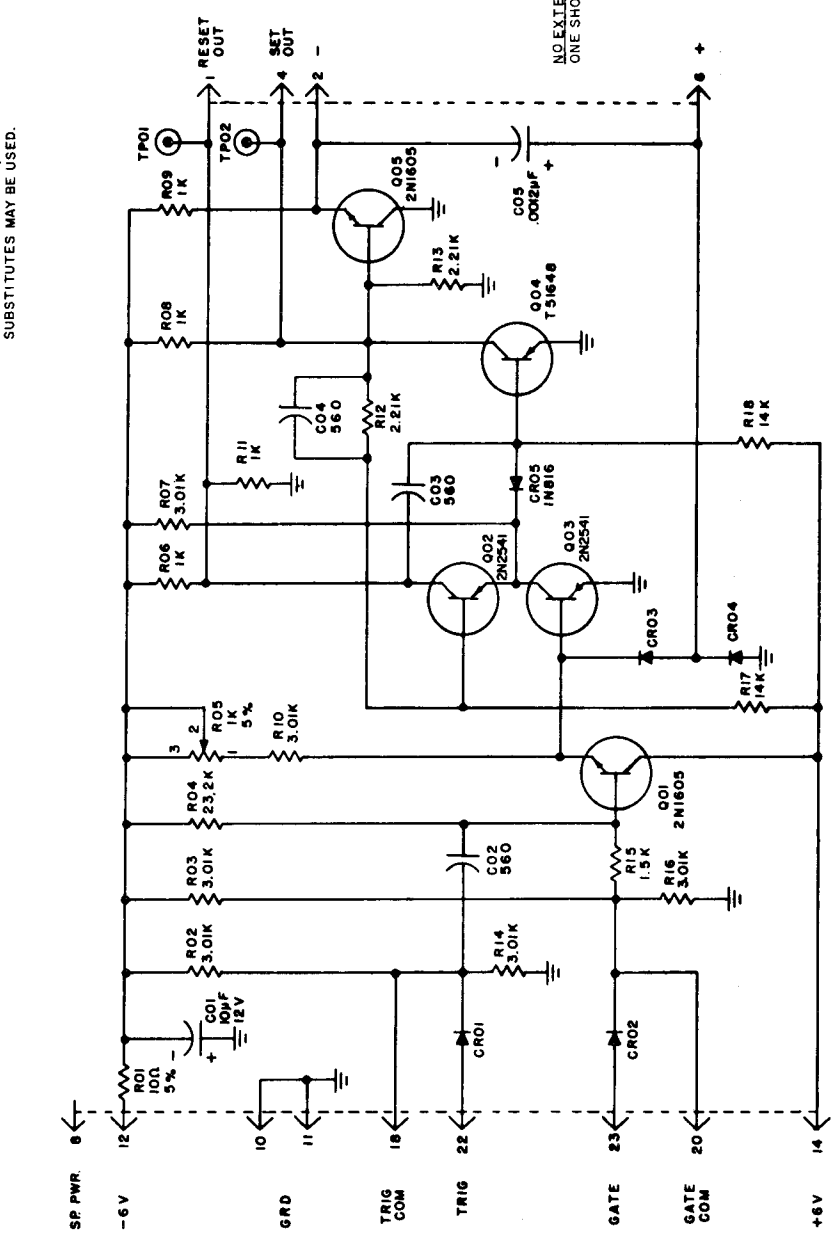 SUBSTITUTES MAY BE USED.
NO EXTE
ONE SHO
SP. PWR. 8
-6V 12
GRD 10
11
TRIG
COM 18
TRIG 22
GATE 23
GATE
COM 20
+6V 14
R01
10Ω
5%
-
C01
10µF
12V
+
R02
3.01K
R03
3.01K
R04
23.2K
3
2
1
R05
1K
5%
R10
3.01K
R06
1K
R07
3.01K
R11
1K
R08
1K
R09
1K
TP01
TP02
1 RESET
OUT
4 SET
OUT
2 -
6 +
C04
560
R12
2.21K
R13
2.21K
Q05
2N1605
-
C05
.0012µF
+
C03
560
CR05
1N816
Q04
T51648
Q02
2N2541
Q03
2N2541
CR03
CR04
R17
14K
R18
14K
CR01
R14
3.01K
C02
560
CR02
R15
1.5K
R16
3.01K
Q01
2N1605